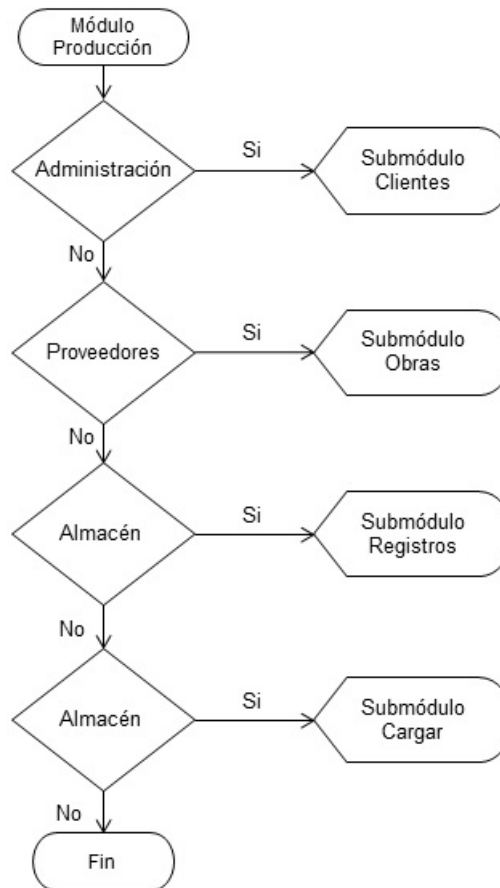 Módulo
Producción
Administración
Si
Submódulo
Clientes
No
Proveedores
Si
Submódulo
Obras
No
Almacén
Si
Submódulo
Registros
No
Almacén
Si
Submódulo
Cargar
No
Fin